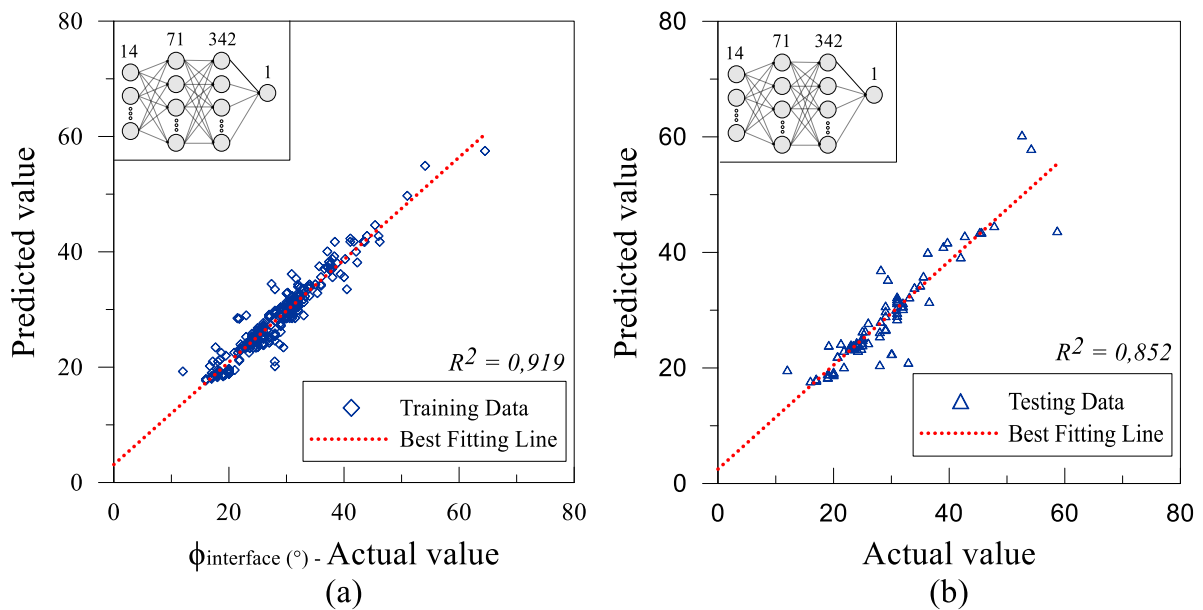 80
60
40
20
0
Predicted value
14
71
342
1
R² = 0,919
Training Data
Best Fitting Line
0
20
40
60
80
ϕinterface (°) - Actual value
(a)
80
60
40
20
0
Predicted value
14
71
342
1
R² = 0,852
Testing Data
Best Fitting Line
0
20
40
60
80
Actual value
(b)